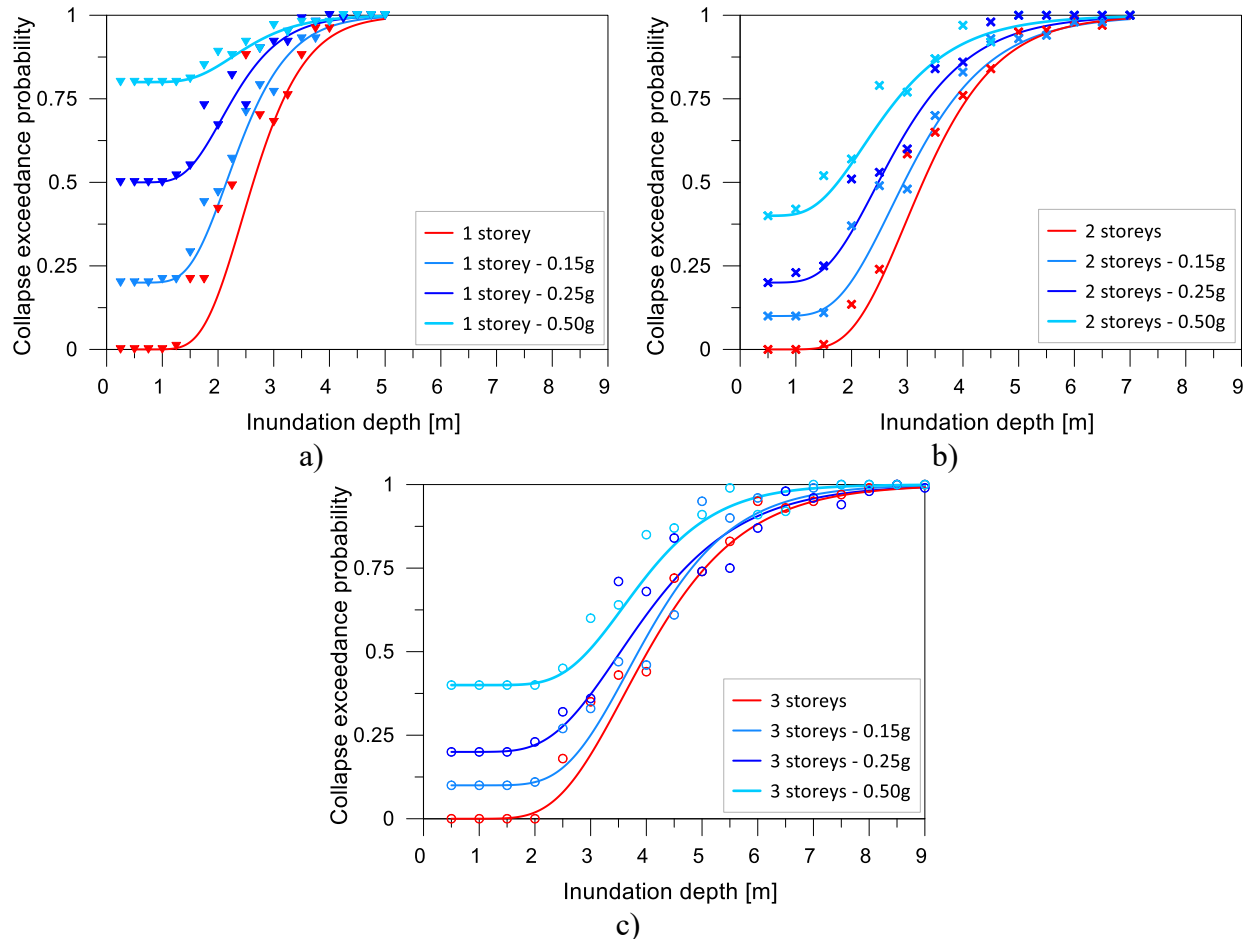 1
0.75
0.5
0.25
0
Collapse exceedance probability
0 1 2 3 4 5 6 7 8 9
Inundation depth [m]
1 storey
1 storey - 0.15g
1 storey - 0.25g
1 storey - 0.50g
a)
1
0.75
0.5
0.25
0
Collapse exceedance probability
0 1 2 3 4 5 6 7 8 9
Inundation depth [m]
2 storeys
2 storeys - 0.15g
2 storeys - 0.25g
2 storeys - 0.50g
b)
1
0.75
0.5
0.25
0
Collapse exceedance probability
0 1 2 3 4 5 6 7 8 9
Inundation depth [m]
3 storeys
3 storeys - 0.15g
3 storeys - 0.25g
3 storeys - 0.50g
c)